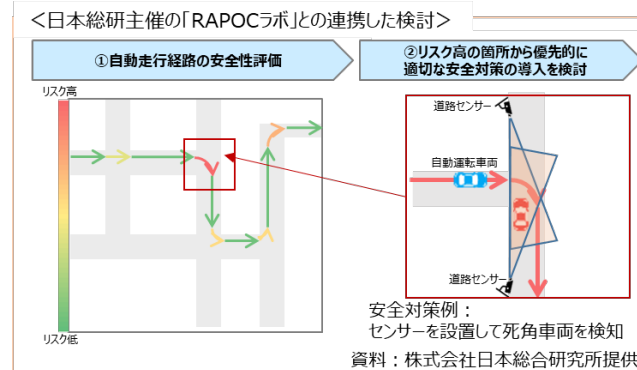 ＜日本総研主催の「RAPOCラボ」との連携した検討＞
①自動走行経路の安全性評価
②リスク高の箇所から優先的に
適切な安全対策の導入を検討
リスク高
リスク低
道路センサー
自動運転車両
道路センサー
安全対策例：
センサーを設置して死角車両を検知
資料：株式会社日本総合研究所提供